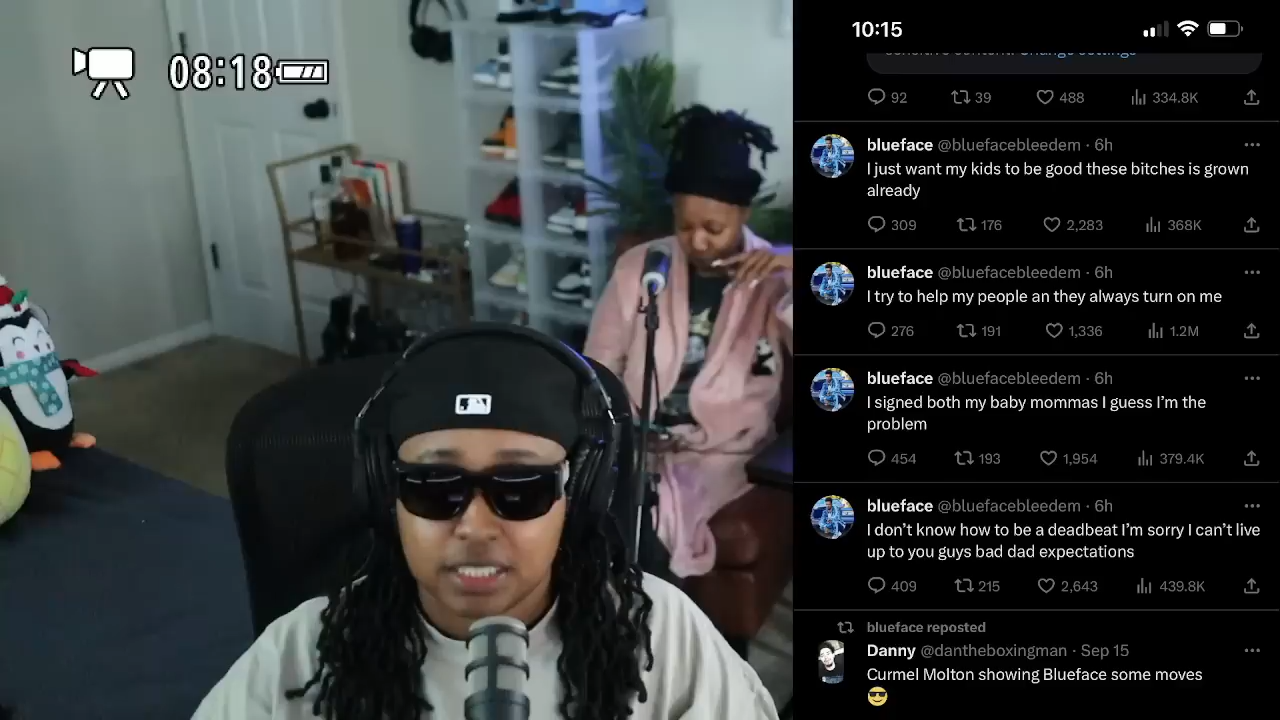 08:18
10:15
92 39 488 334.8K
blueface @bluefacebleedem · 6h
I just want my kids to be good these bitches is grown
already
309 176 2,283 368K
blueface @bluefacebleedem · 6h
I try to help my people an they always turn on me
276 191 1,336 1.2M
blueface @bluefacebleedem · 6h
I signed both my baby mommas I guess I'm the
problem
454 193 1,954 379.4K
blueface @bluefacebleedem · 6h
I don't know how to be a deadbeat I'm sorry I can't live
up to you guys bad dad expectations
409 215 2,643 439.8K
blueface reposted
Danny @dantheboxingman · Sep 15
Curmel Molton showing Blueface some moves
😎